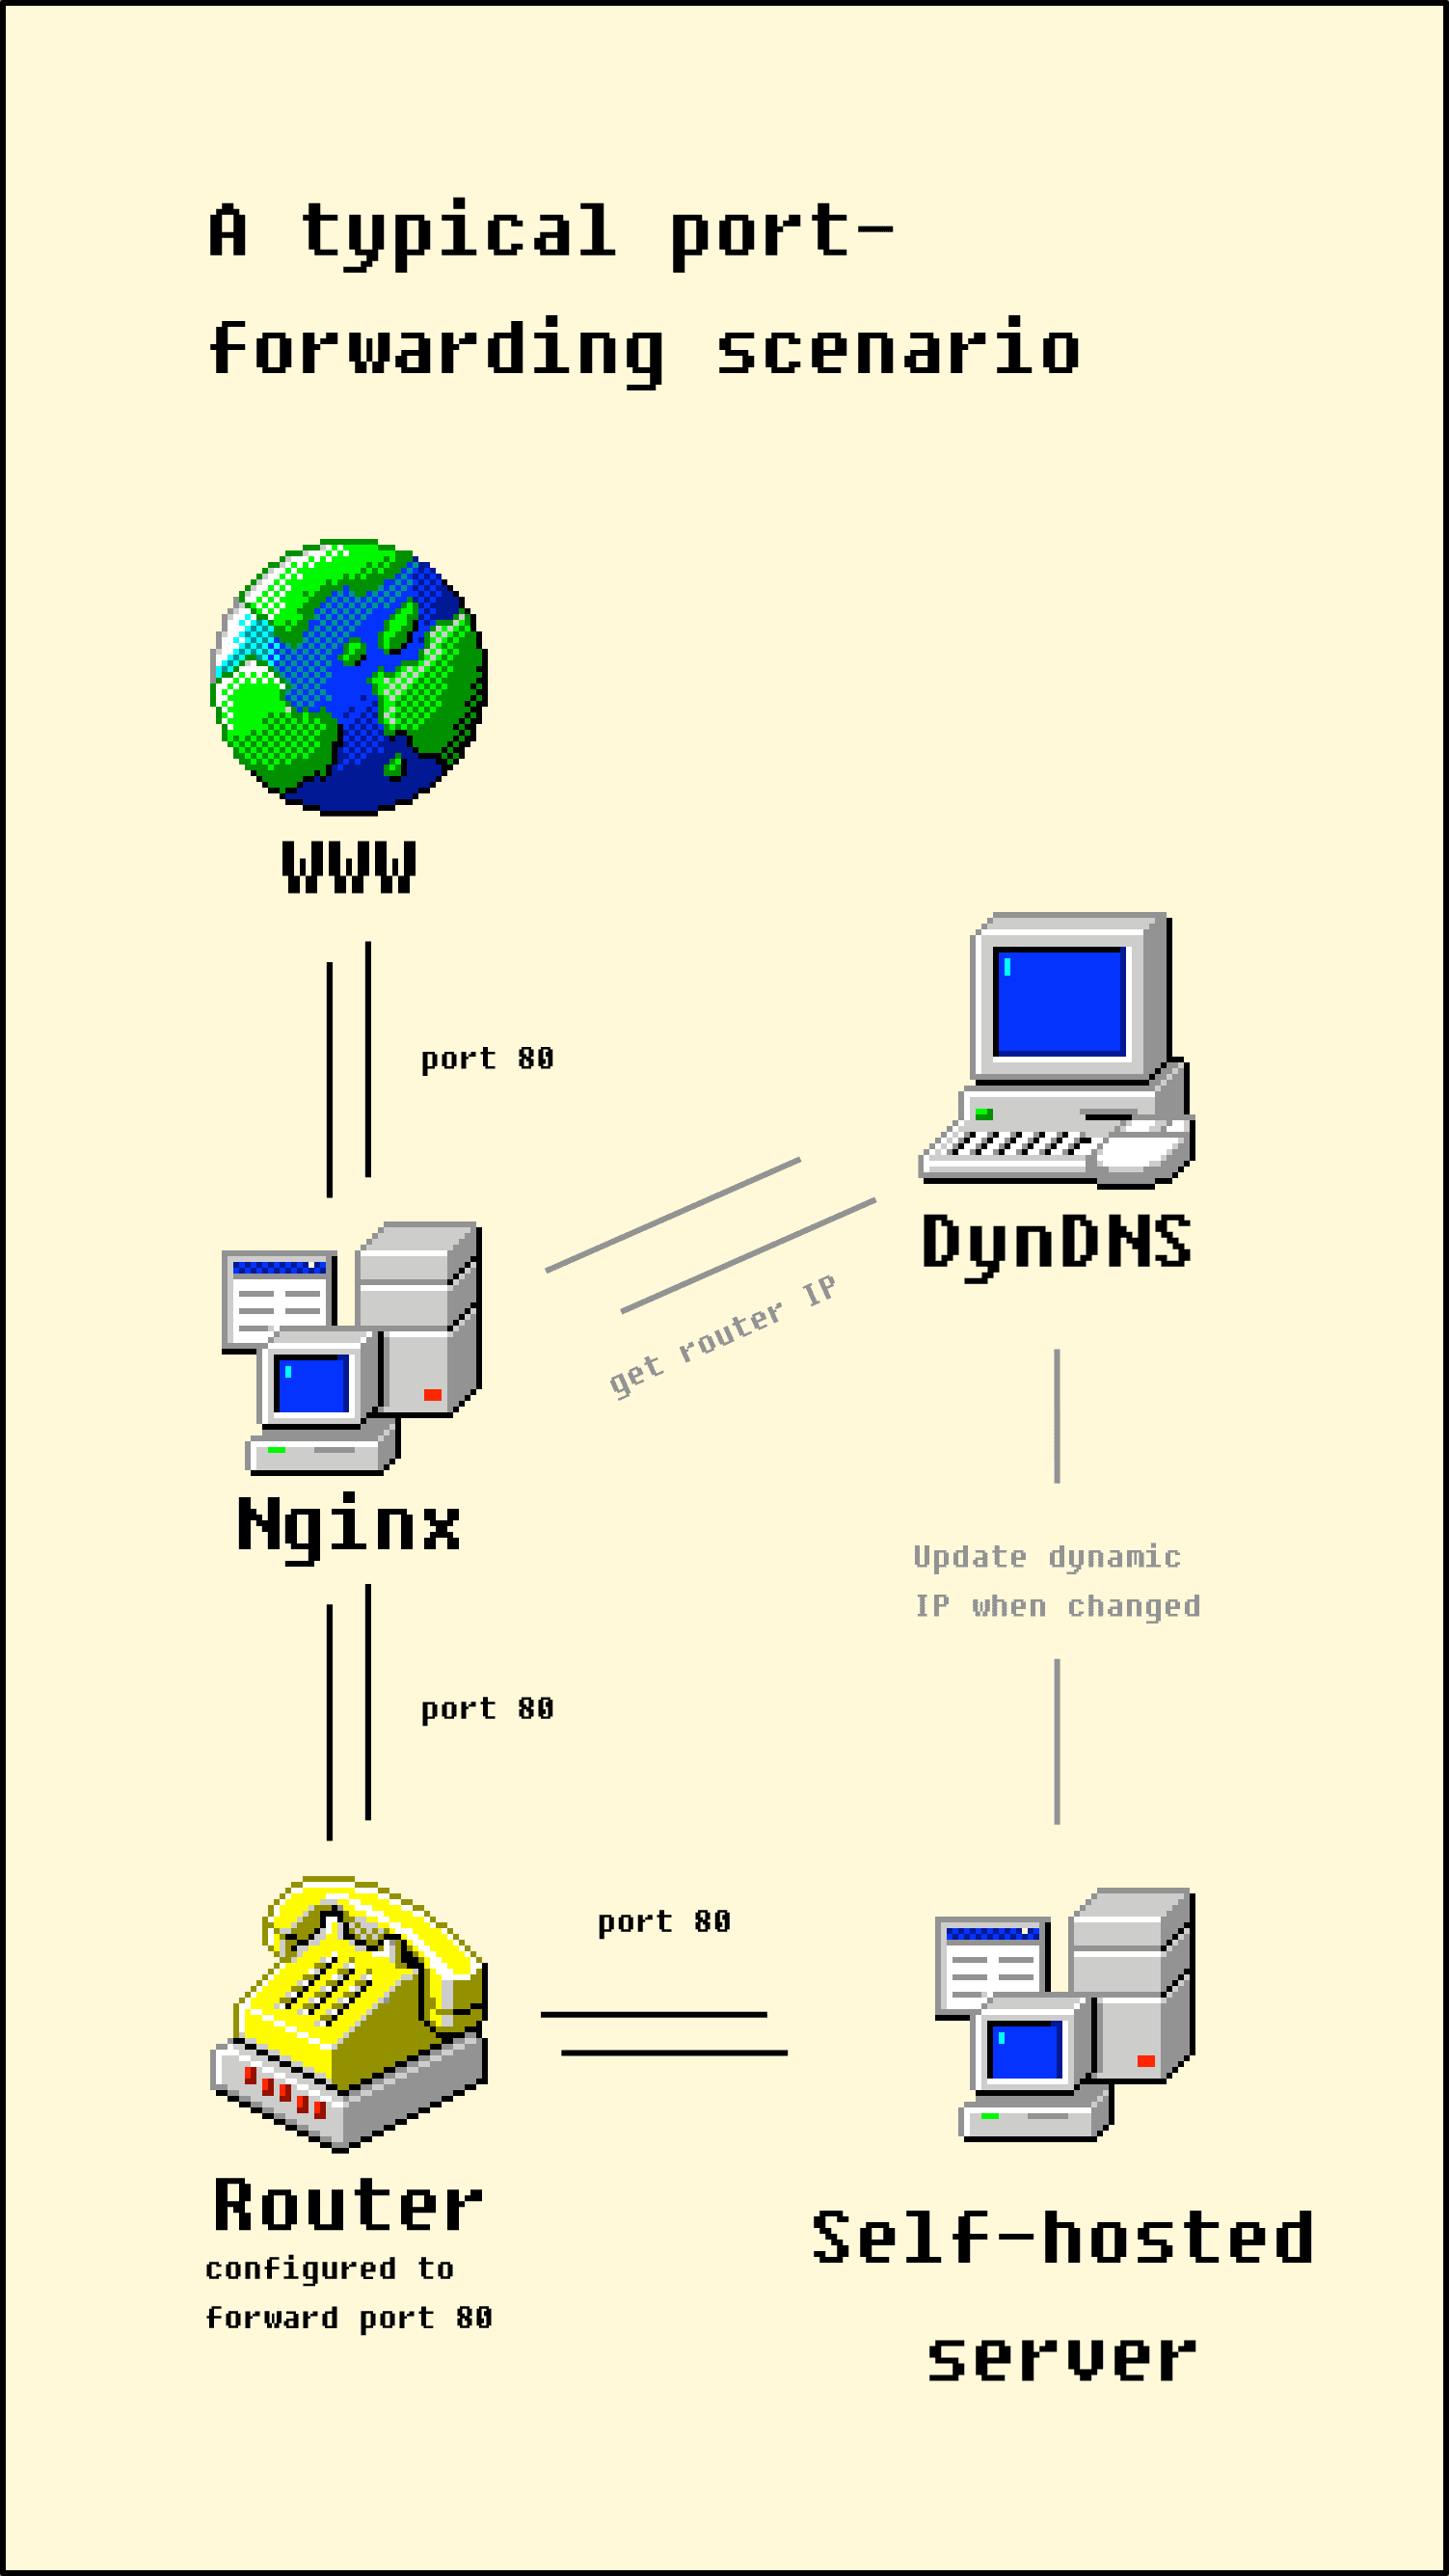 A typical port-
forwarding scenario
WWW
port 80
DynDNS
get router IP
Nginx
Update dynamic
IP when changed
port 80
port 80
Router
configured to
forward port 80
Self-hosted
server